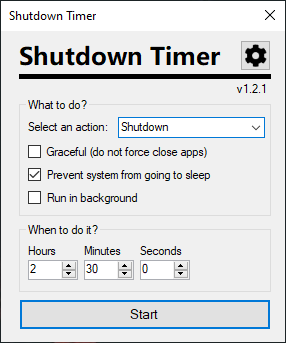 Shutdown Timer
Shutdown Timer
v1.2.1
What to do?
Select an action: Shutdown
Graceful (do not force close apps)
Prevent system from going to sleep
Run in background
When to do it?
Hours Minutes Seconds
2 30 0
Start